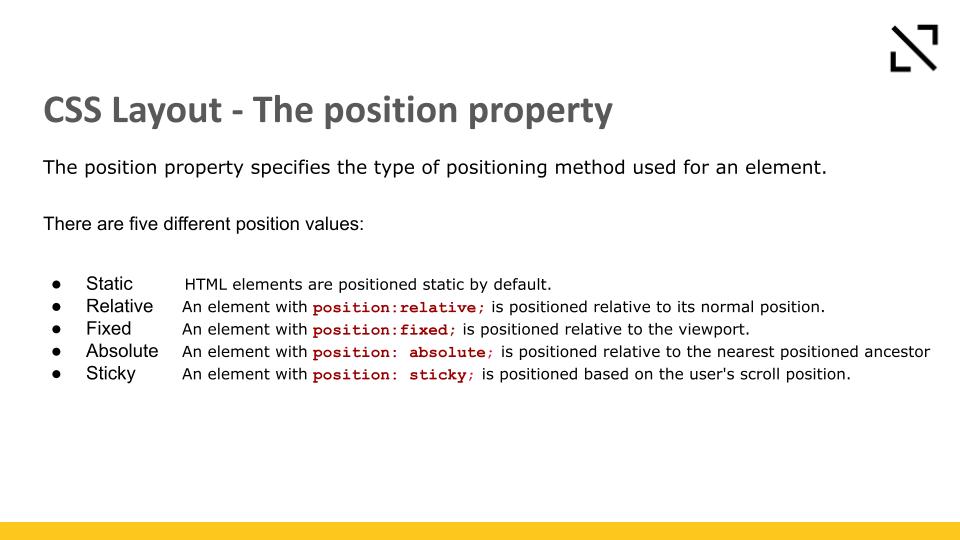 CSS Layout - The position property
The position property specifies the type of positioning method used for an element.
There are five different position values:
● Static HTML elements are positioned static by default.
● Relative An element with position:relative; is positioned relative to its normal position.
● Fixed An element with position:fixed; is positioned relative to the viewport.
● Absolute An element with position: absolute; is positioned relative to the nearest positioned ancestor
● Sticky An element with position: sticky; is positioned based on the user's scroll position.